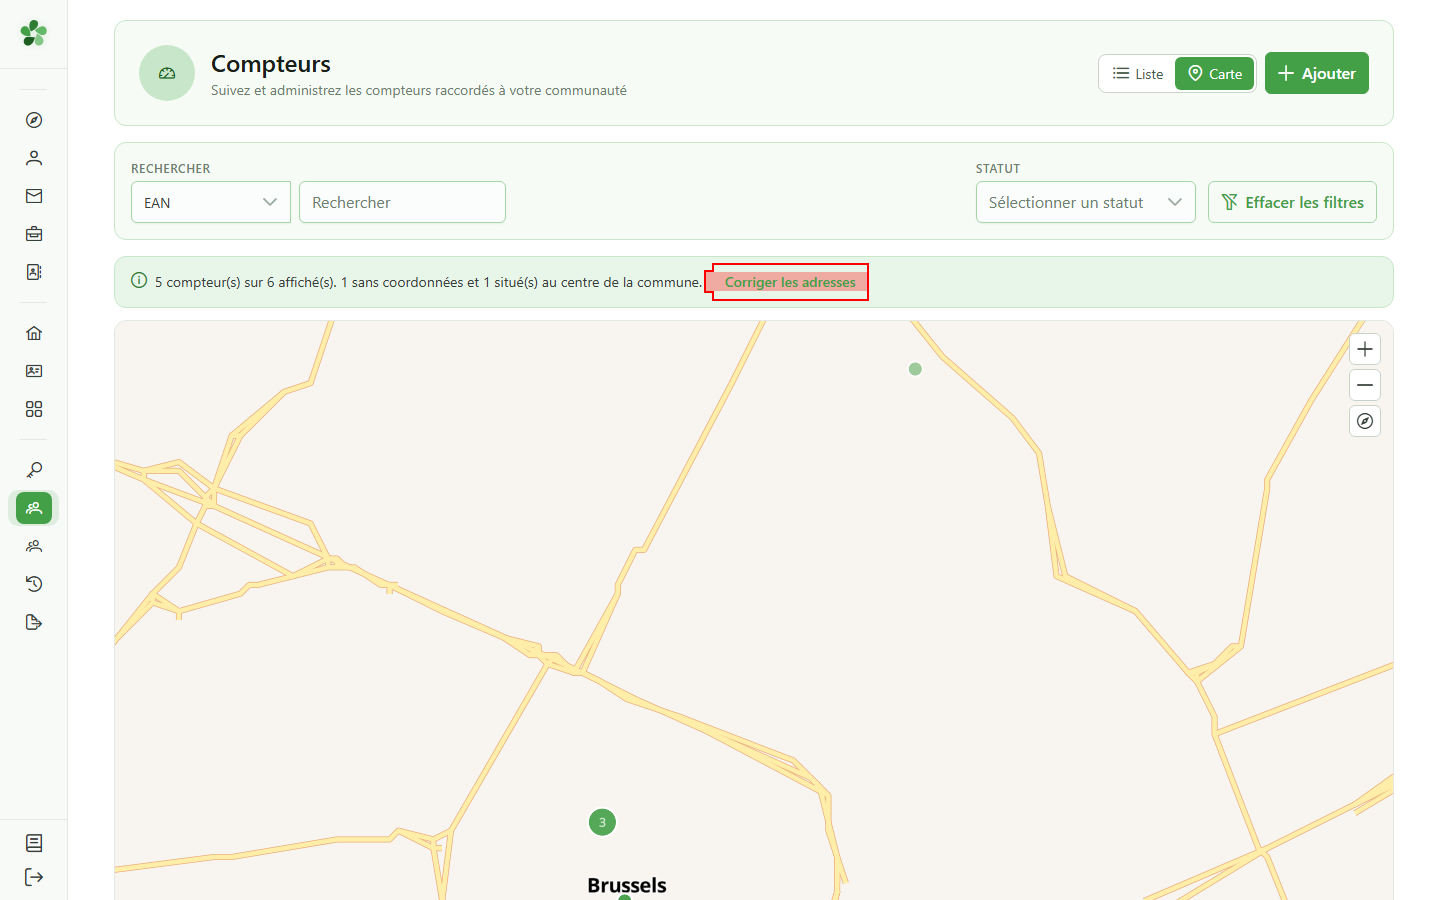 Compteurs
Suivez et administrez les compteurs raccordés à votre communauté
Liste
Carte
Ajouter
RECHERCHER
EAN
Rechercher
STATUT
Sélectionner un statut
Effacer les filtres
5 compteur(s) sur 6 affiché(s). 1 sans coordonnées et 1 situé(s) au centre de la commune. Corriger les adresses
3
Brussels